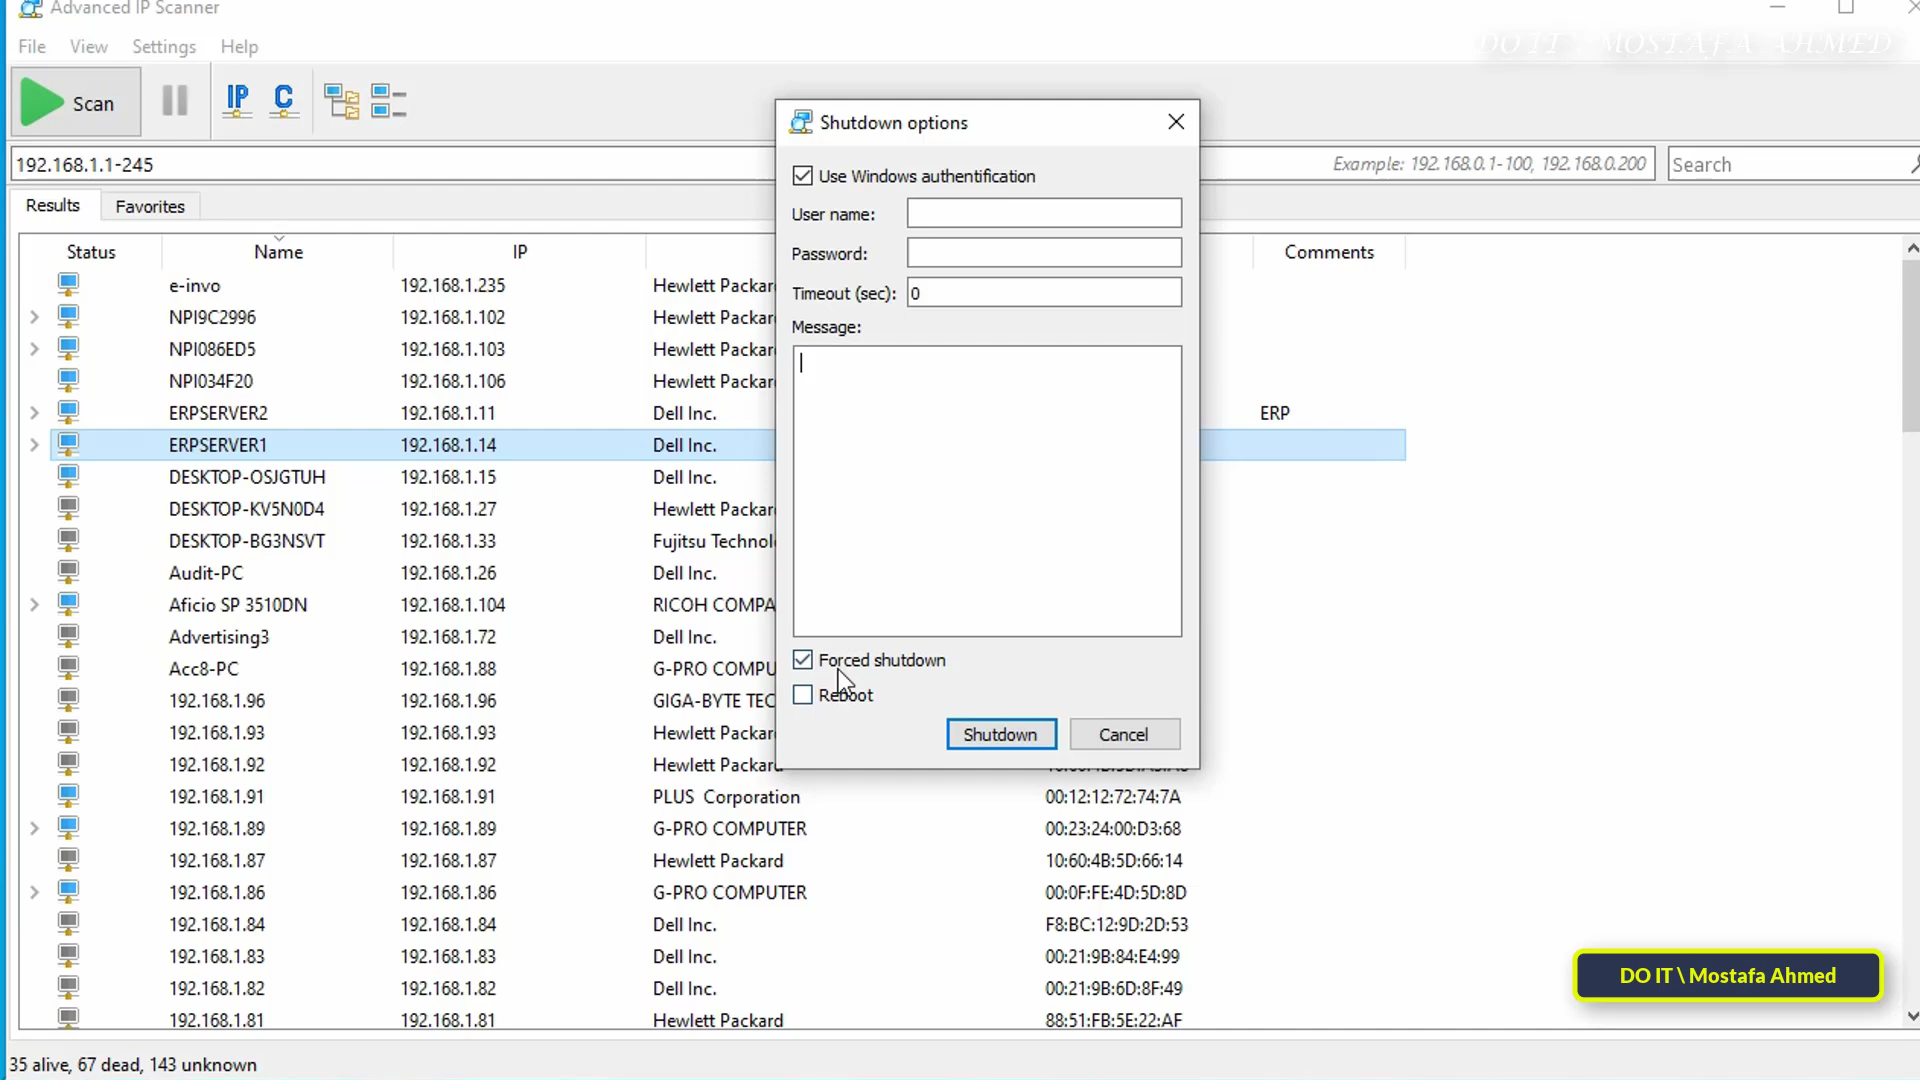 Advanced IP Scanner
DO IT \ MOSTAFA AHMED
File View Settings Help
Scan
IP C
192.168.1.1-245
Example: 192.168.0.1-100, 192.168.0.200
Search
Results Favorites
Status Name IP Comments
e-invo 192.168.1.235 Hewlett Packar
NPI9C2996 192.168.1.102 Hewlett Packar
NPI086ED5 192.168.1.103 Hewlett Packar
NPI034F20 192.168.1.106 Hewlett Packar
ERPSERVER2 192.168.1.11 Dell Inc. ERP
ERPSERVER1 192.168.1.14 Dell Inc.
DESKTOP-OSJGTUH 192.168.1.15 Dell Inc.
DESKTOP-KV5N0D4 192.168.1.27 Hewlett Packar
DESKTOP-BG3NSVT 192.168.1.33 Fujitsu Technol
Audit-PC 192.168.1.26 Dell Inc.
Aficio SP 3510DN 192.168.1.104 RICOH COMPA
Advertising3 192.168.1.72 Dell Inc.
Acc8-PC 192.168.1.88 G-PRO COMPU
192.168.1.96 192.168.1.96 GIGA-BYTE TEC
192.168.1.93 192.168.1.93 Hewlett Packar
192.168.1.92 192.168.1.92 Hewlett Packard
192.168.1.91 192.168.1.91 PLUS Corporation 00:12:12:72:74:7A
192.168.1.89 192.168.1.89 G-PRO COMPUTER 00:23:24:00:D3:68
192.168.1.87 192.168.1.87 Hewlett Packard 10:60:4B:5D:66:14
192.168.1.86 192.168.1.86 G-PRO COMPUTER 00:0F:FE:4D:5D:8D
192.168.1.84 192.168.1.84 Dell Inc. F8:BC:12:9D:2D:53
192.168.1.83 192.168.1.83 Dell Inc. 00:21:9B:84:E4:99
192.168.1.82 192.168.1.82 Dell Inc. 00:21:9B:6D:8F:49
192.168.1.81 192.168.1.81 Hewlett Packard 88:51:FB:5E:22:AF
Shutdown options
Use Windows authentification
User name:
Password:
Timeout (sec): 0
Message:
Forced shutdown
Reboot
Shutdown Cancel
DO IT \ Mostafa Ahmed
35 alive, 67 dead, 143 unknown